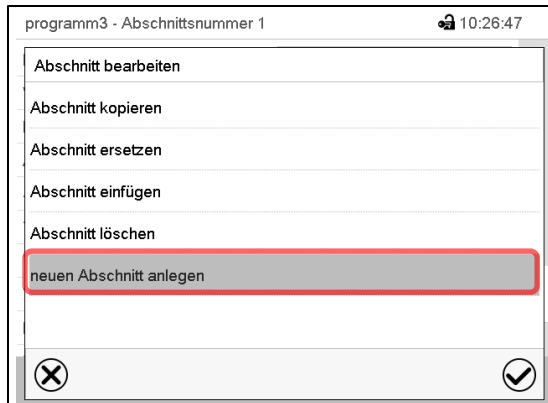 programm3 - Abschnittsnummer 1 10:26:47
Abschnitt bearbeiten
Abschnitt kopieren
Abschnitt ersetzen
Abschnitt einfügen
Abschnitt löschen
neuen Abschnitt anlegen